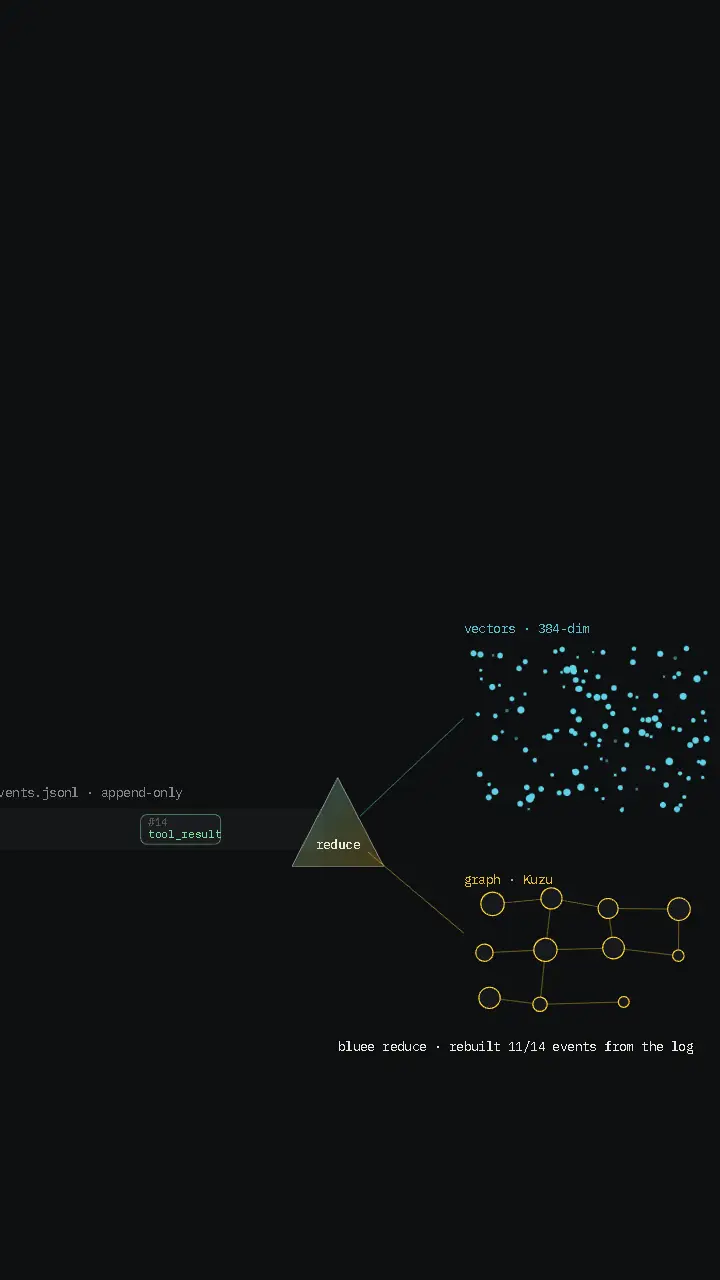 vectors · 384-dim
vents.jsonl · append-only
#14
tool_result
reduce
graph · Kuzu
bluee reduce · rebuilt 11/14 events from the log